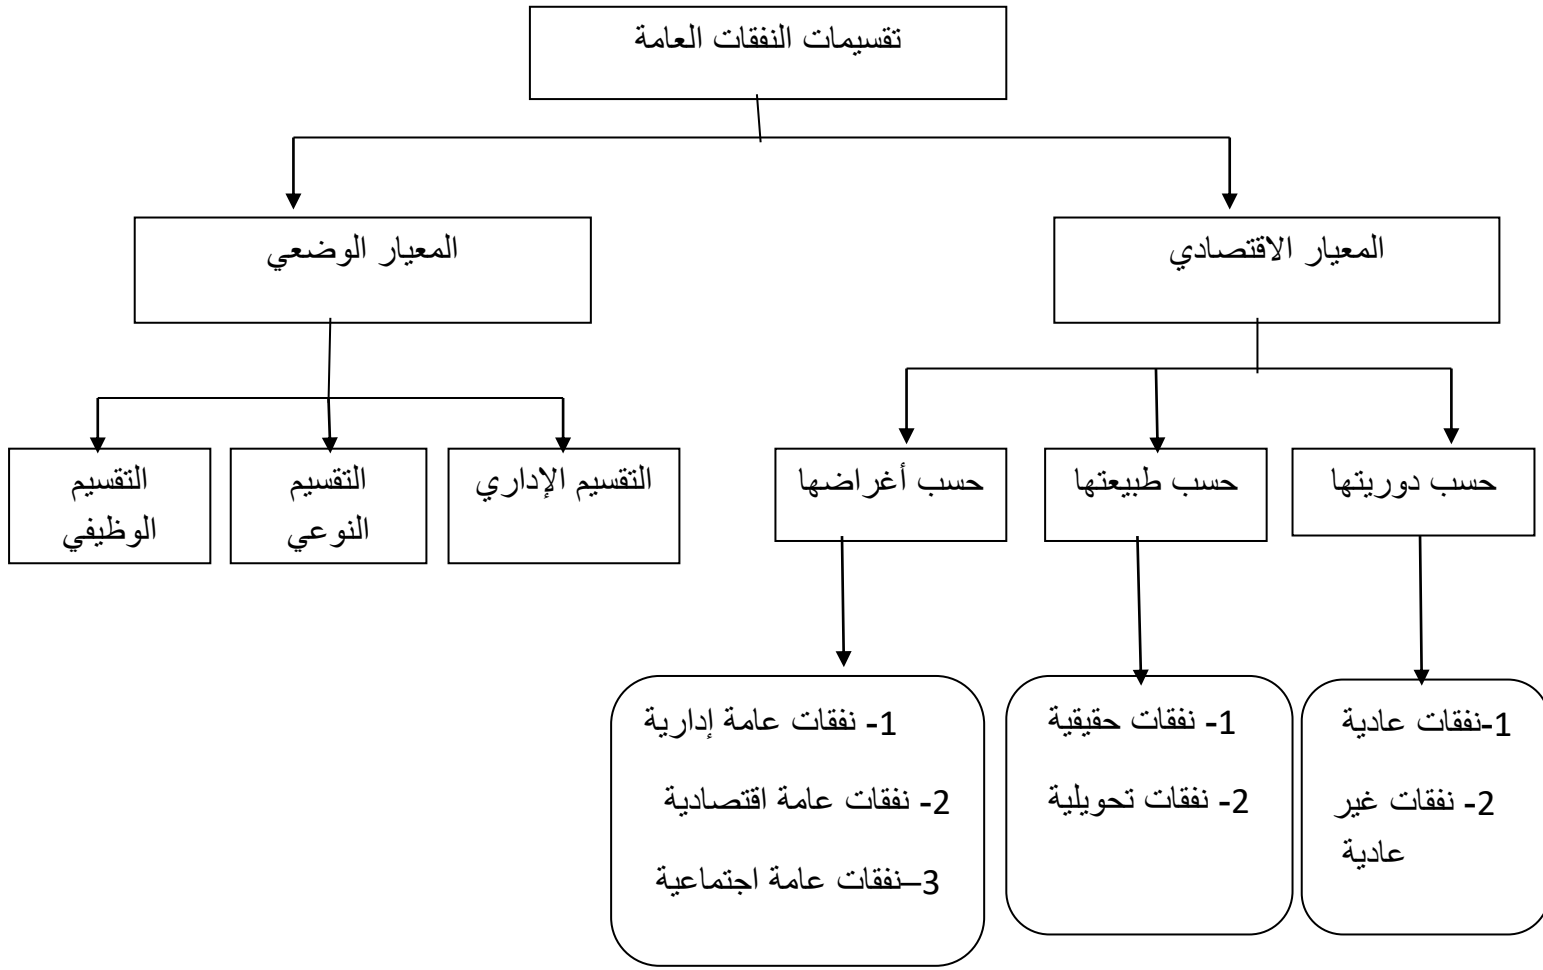 تقسيمات النفقات العامة
المعيار الاقتصادي
المعيار الوضعي
حسب دوريتها
حسب طبيعتها
حسب أغراضها
التقسيم الإداري
التقسيم
النوعي
التقسيم
الوظيفي
1-نفقات عادية
2- نفقات غير
عادية
1- نفقات حقيقية
2- نفقات تحويلية
1- نفقات عامة إدارية
2- نفقات عامة اقتصادية
3–نفقات عامة اجتماعية